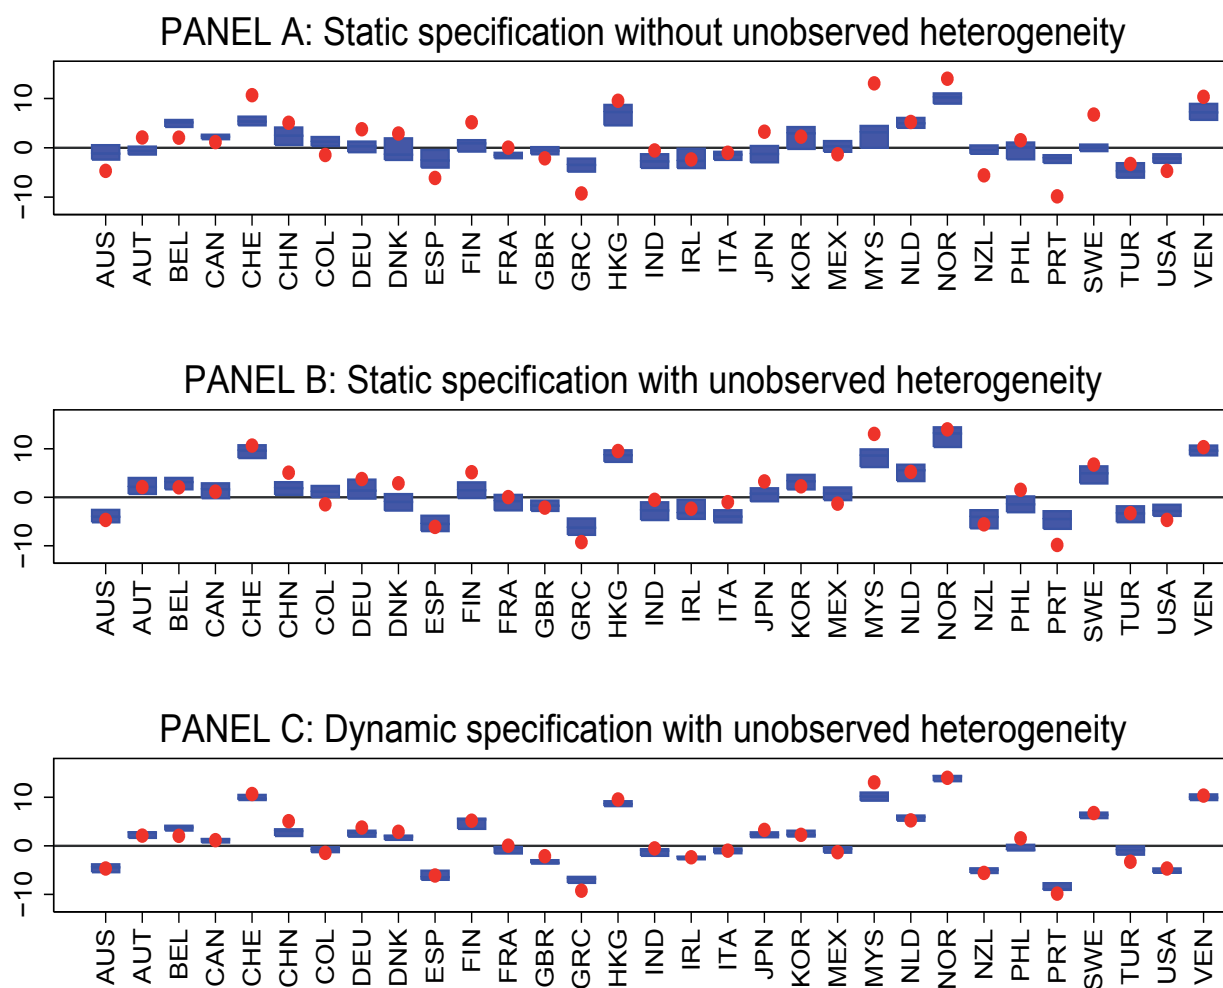 PANEL A: Static specification without unobserved heterogeneity
10
0
−10
AUS AUT BEL CAN CHE CHN COL DEU DNK ESP FIN FRA GBR GRC HKG IND IRL ITA JPN KOR MEX MYS NLD NOR NZL PHL PRT SWE TUR USA VEN
PANEL B: Static specification with unobserved heterogeneity
10
0
−10
AUS AUT BEL CAN CHE CHN COL DEU DNK ESP FIN FRA GBR GRC HKG IND IRL ITA JPN KOR MEX MYS NLD NOR NZL PHL PRT SWE TUR USA VEN
PANEL C: Dynamic specification with unobserved heterogeneity
10
0
−10
AUS AUT BEL CAN CHE CHN COL DEU DNK ESP FIN FRA GBR GRC HKG IND IRL ITA JPN KOR MEX MYS NLD NOR NZL PHL PRT SWE TUR USA VEN